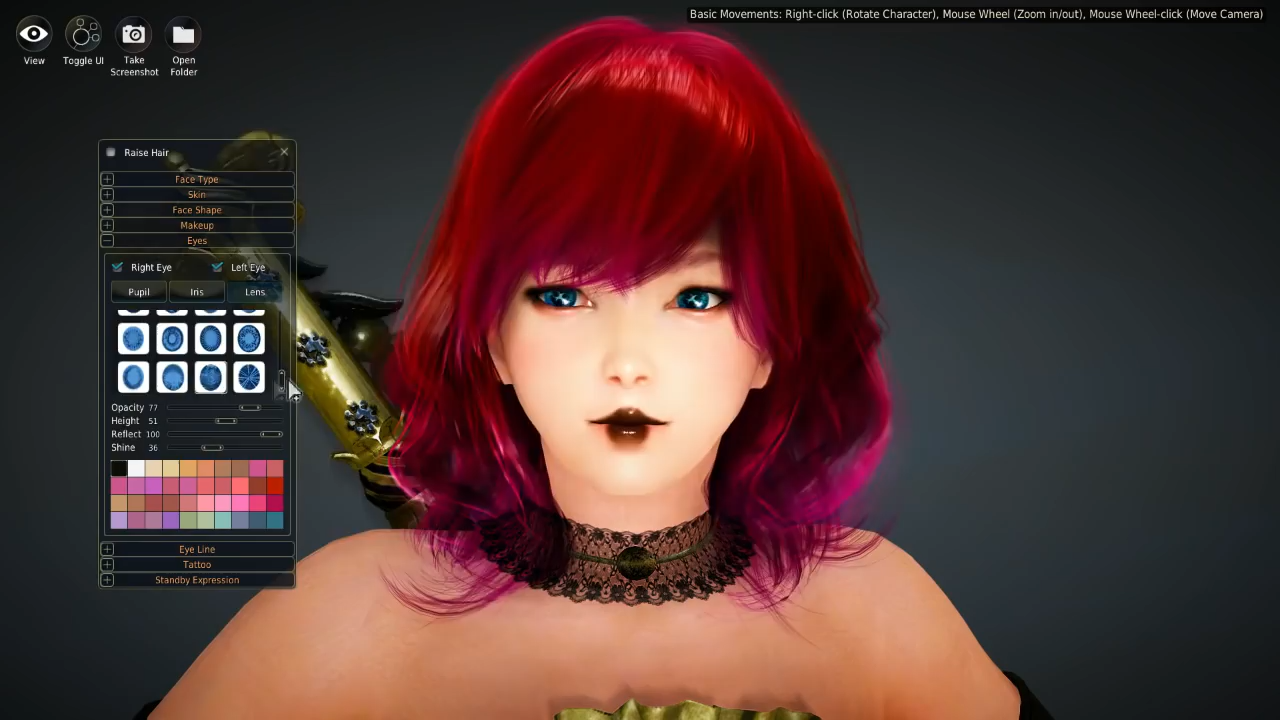 Basic Movements: Right-click (Rotate Character), Mouse Wheel (Zoom in/out), Mouse Wheel-click (Move Camera)
View
Toggle UI
Take Screenshot
Open Folder
Raise Hair
Face Type
Skin
Face Shape
Makeup
Eyes
Right Eye Left Eye
Pupil Iris Lens
Opacity 77
Height 51
Reflect 100
Shine 36
Eye Line
Tattoo
Standby Expression